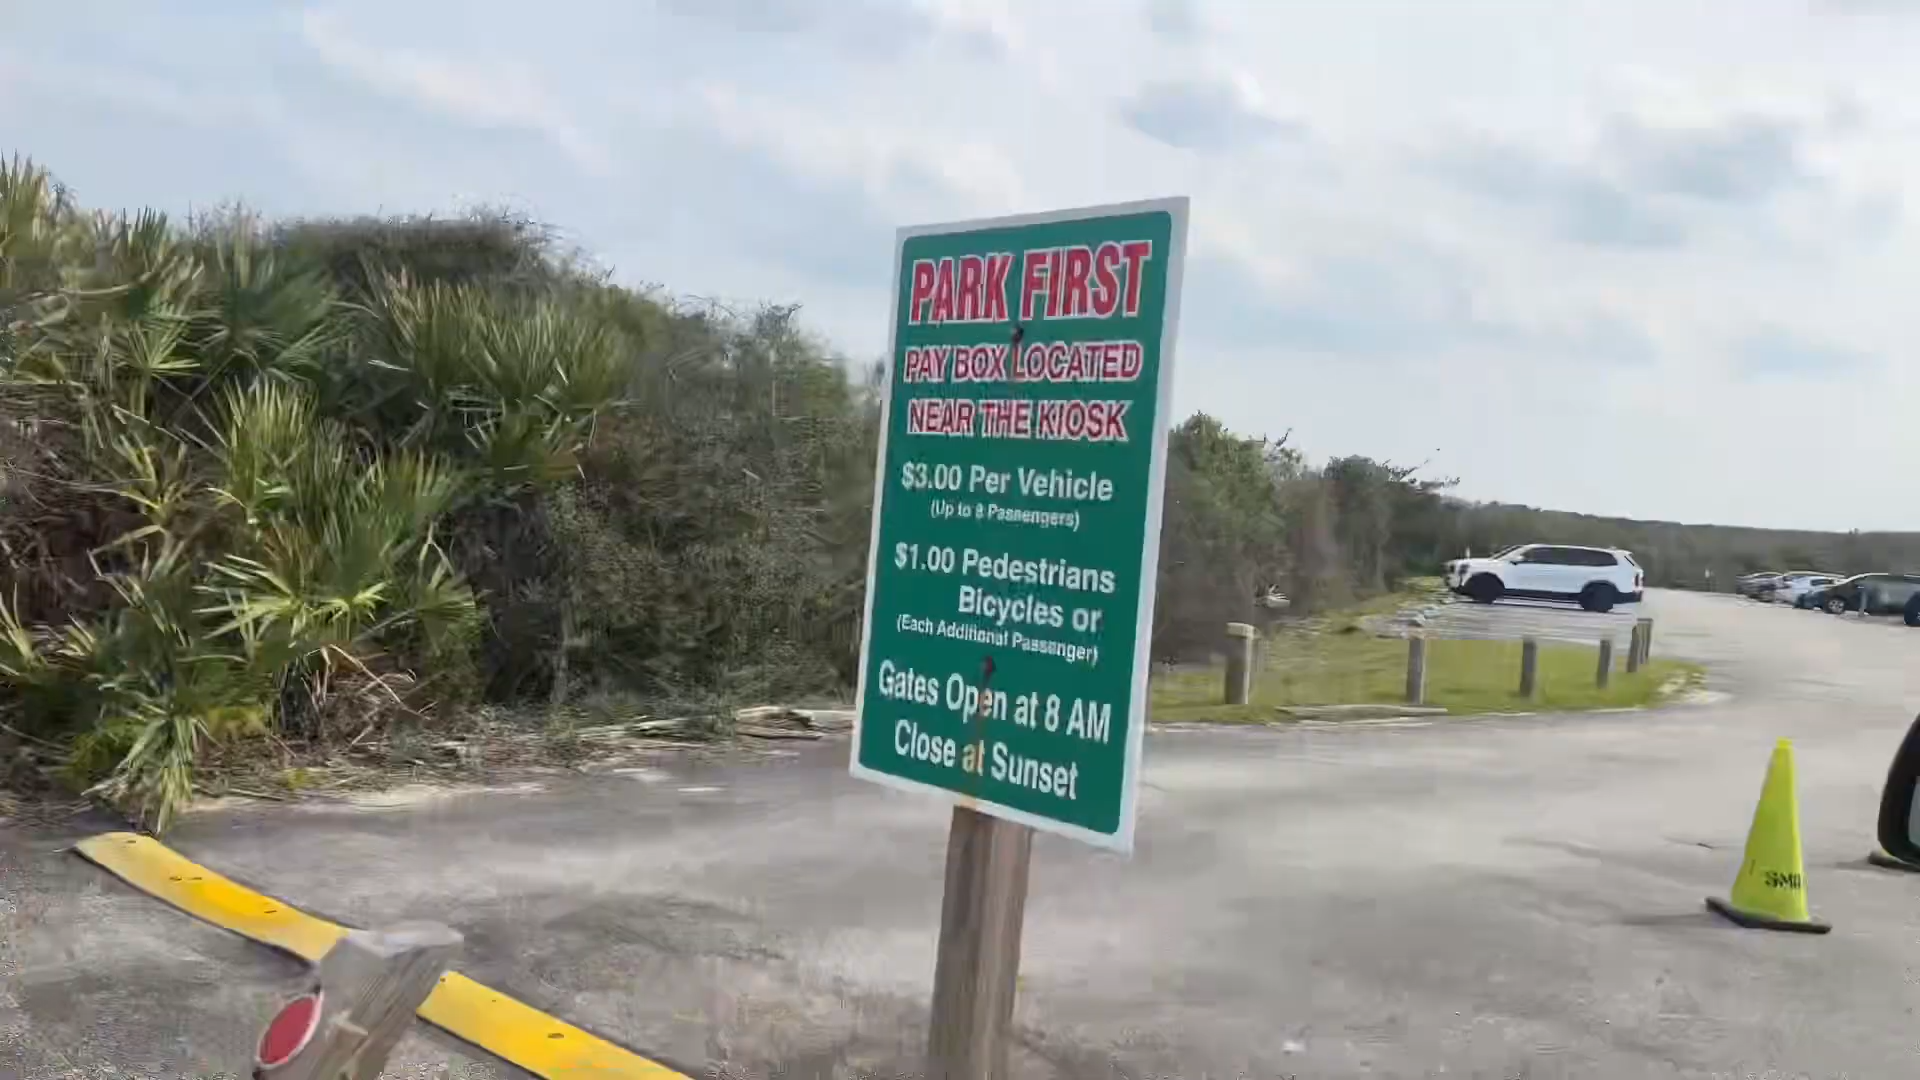 PARK FIRST
PAY BOX LOCATED
NEAR THE KIOSK
$3.00 Per Vehicle
(Up to 8 Passengers)
$1.00 Pedestrians
Bicycles or
(Each Additional Passenger)
Gates Open at 8 AM
Close at Sunset